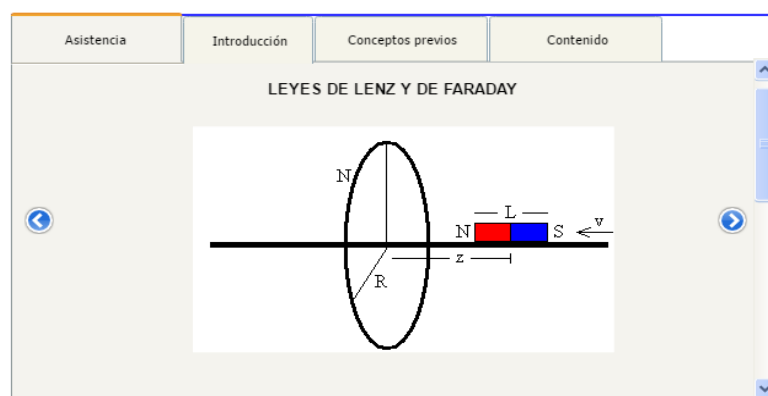 Asistencia
Introducción
Conceptos previos
Contenido
LEYES DE LENZ Y DE FARADAY
N
L
N
S
v
z
R